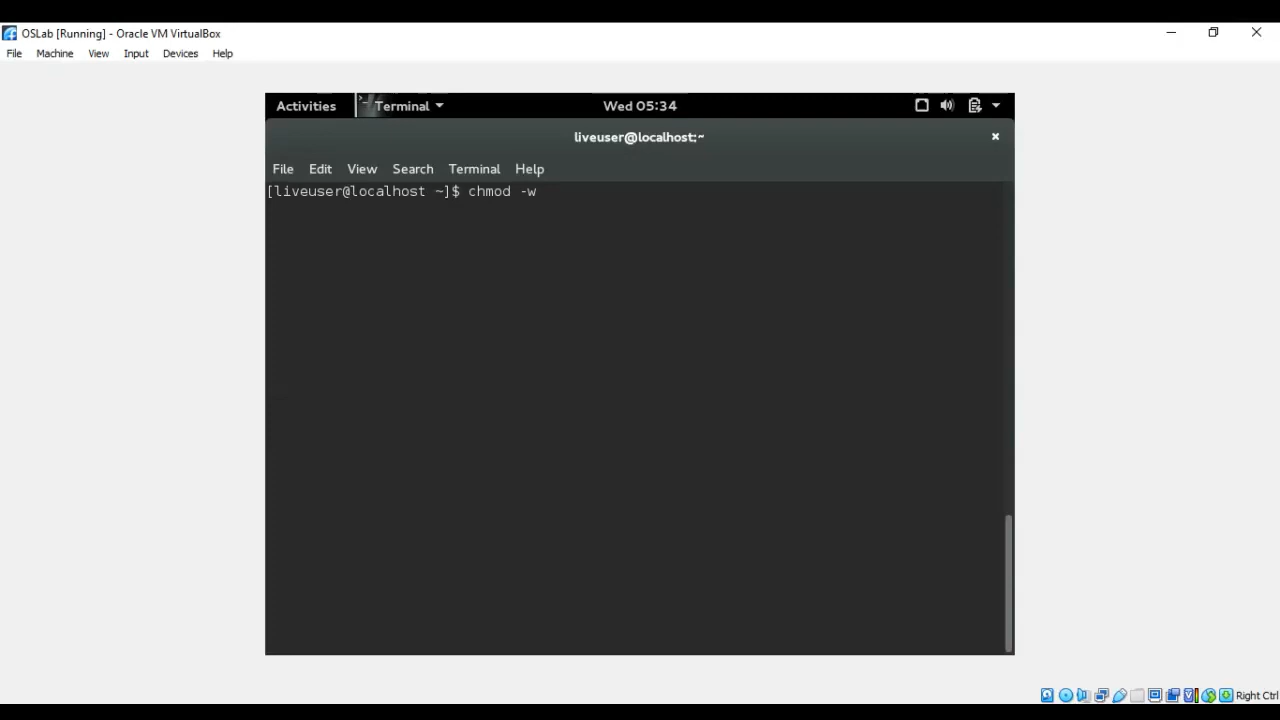 OSLab [Running] - Oracle VM VirtualBox
File Machine View Input Devices Help
Activities Terminal Wed 05:34
liveuser@localhost:~
File Edit View Search Terminal Help
[liveuser@localhost ~]$ chmod -w
Right Ctrl